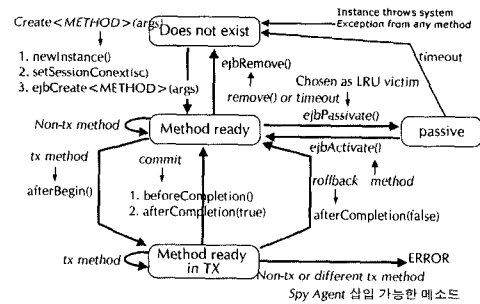 Create<METHOD>(args)
Does not exist
Instance throws system
Exception from any method
1. newInstance()
2. setSessionConext(sc)
3. ejbCreate<METHOD>(args)
ejbRemove()
remove() or timeout
Chosen as LRU victim
timeout
Non-tx method
Method ready
ejbPassivate()
passive
ejbActivate()
tx method
afterBegin()
commit
1. beforeCompletion()
2. afterCompletion(true)
rollback
method
afterCompletion(false)
tx method
Method ready
in TX
ERROR
Non-tx or different tx method
Spy Agent 삽입 가능한 메소드